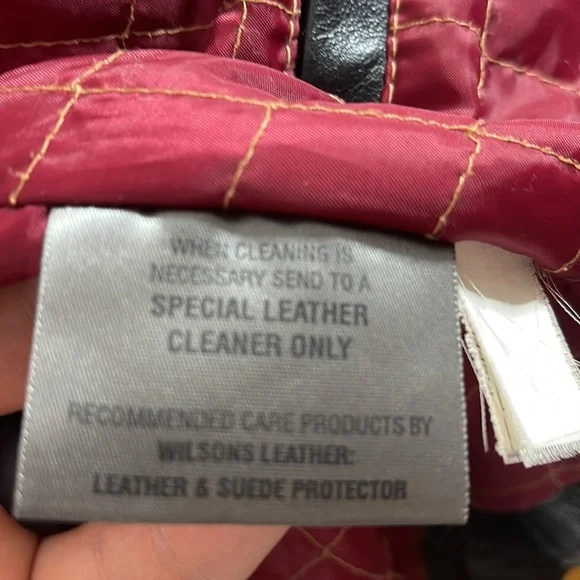 WHEN CLEANING IS
NECESSARY SEND TO A
SPECIAL LEATHER
CLEANER ONLY
RECOMMENDED CARE PRODUCTS BY
WILSONS LEATHER:
LEATHER & SUEDE PROTECTOR